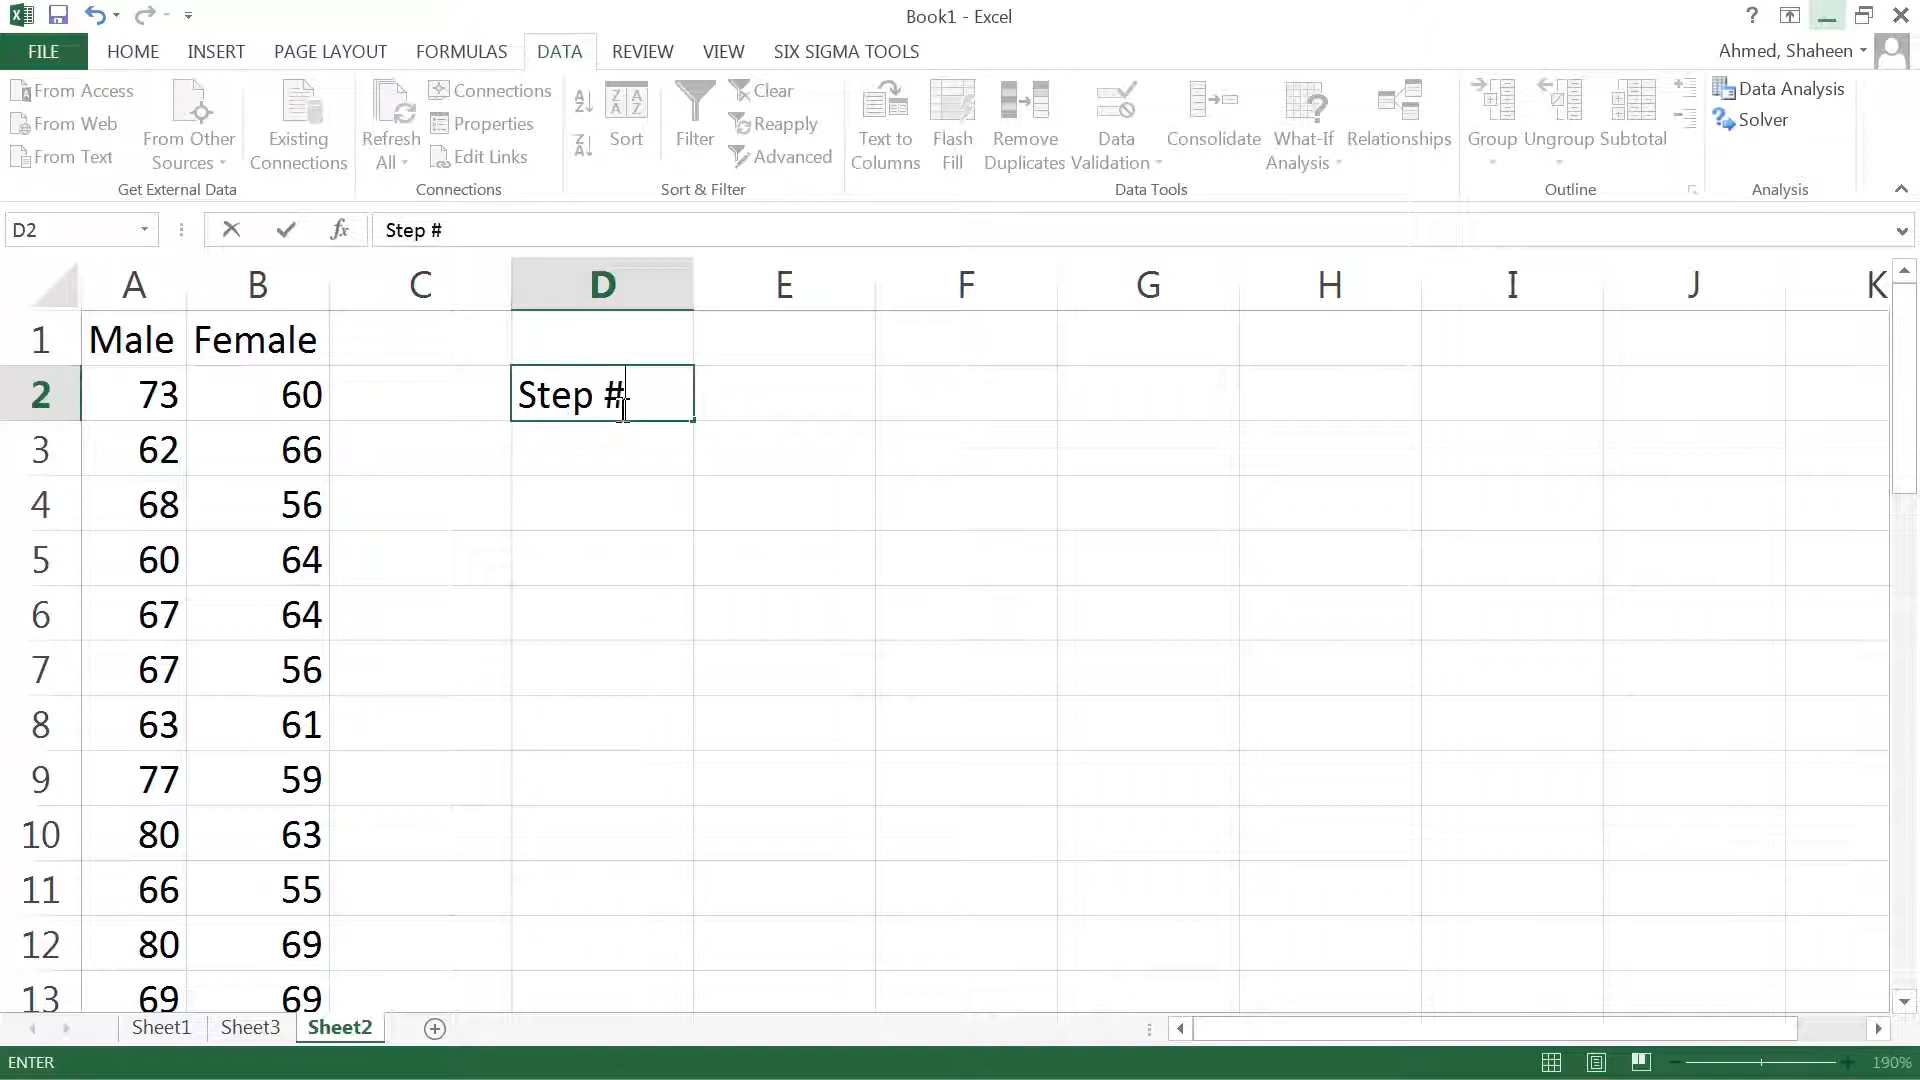 Book1 - Excel
?
FILE HOME INSERT PAGE LAYOUT FORMULAS DATA REVIEW VIEW SIX SIGMA TOOLS
Ahmed, Shaheen
From Access
From Web
From Text
From Other Sources
Existing Connections
Get External Data
Refresh All
Connections
Properties
Edit Links
Connections
Sort
Filter
Clear
Reapply
Advanced
Sort & Filter
Text to Columns
Flash Fill
Remove Duplicates
Data Validation
Consolidate
What-If Analysis
Relationships
Data Tools
Group
Ungroup
Subtotal
Outline
Data Analysis
Solver
Analysis
D2 fx Step #
A B C D E F G H I J K
1 Male Female
2 73 60 Step #
3 62 66
4 68 56
5 60 64
6 67 64
7 67 56
8 63 61
9 77 59
10 80 63
11 66 55
12 80 69
13 69 69
Sheet1 Sheet3 Sheet2
ENTER
190%